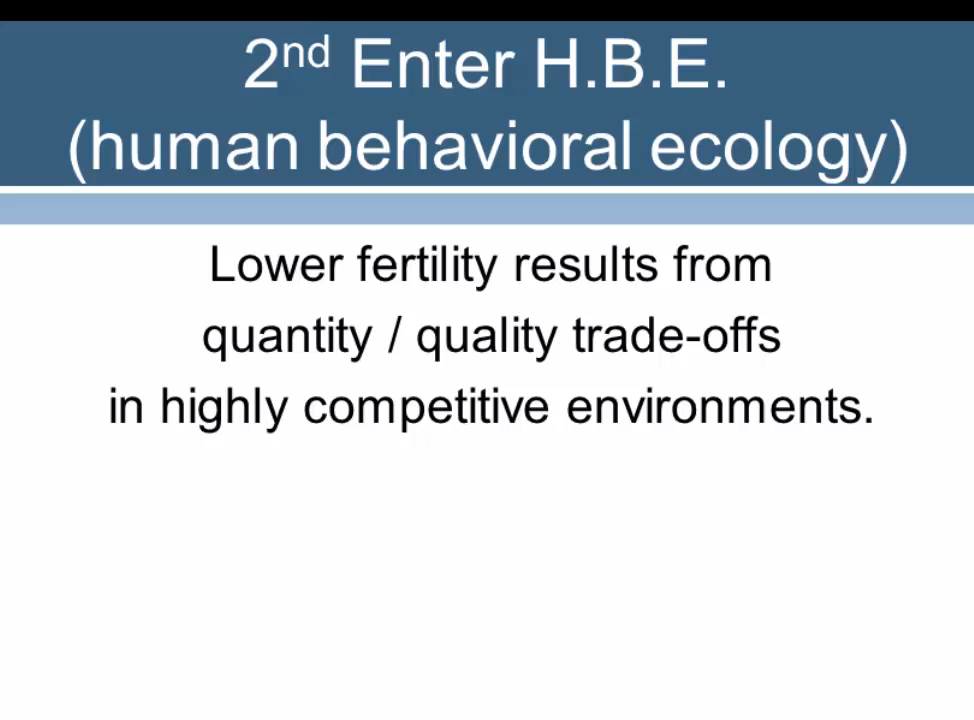 2nd Enter H.B.E.
(human behavioral ecology)
Lower fertility results from
quantity / quality trade-offs
in highly competitive environments.